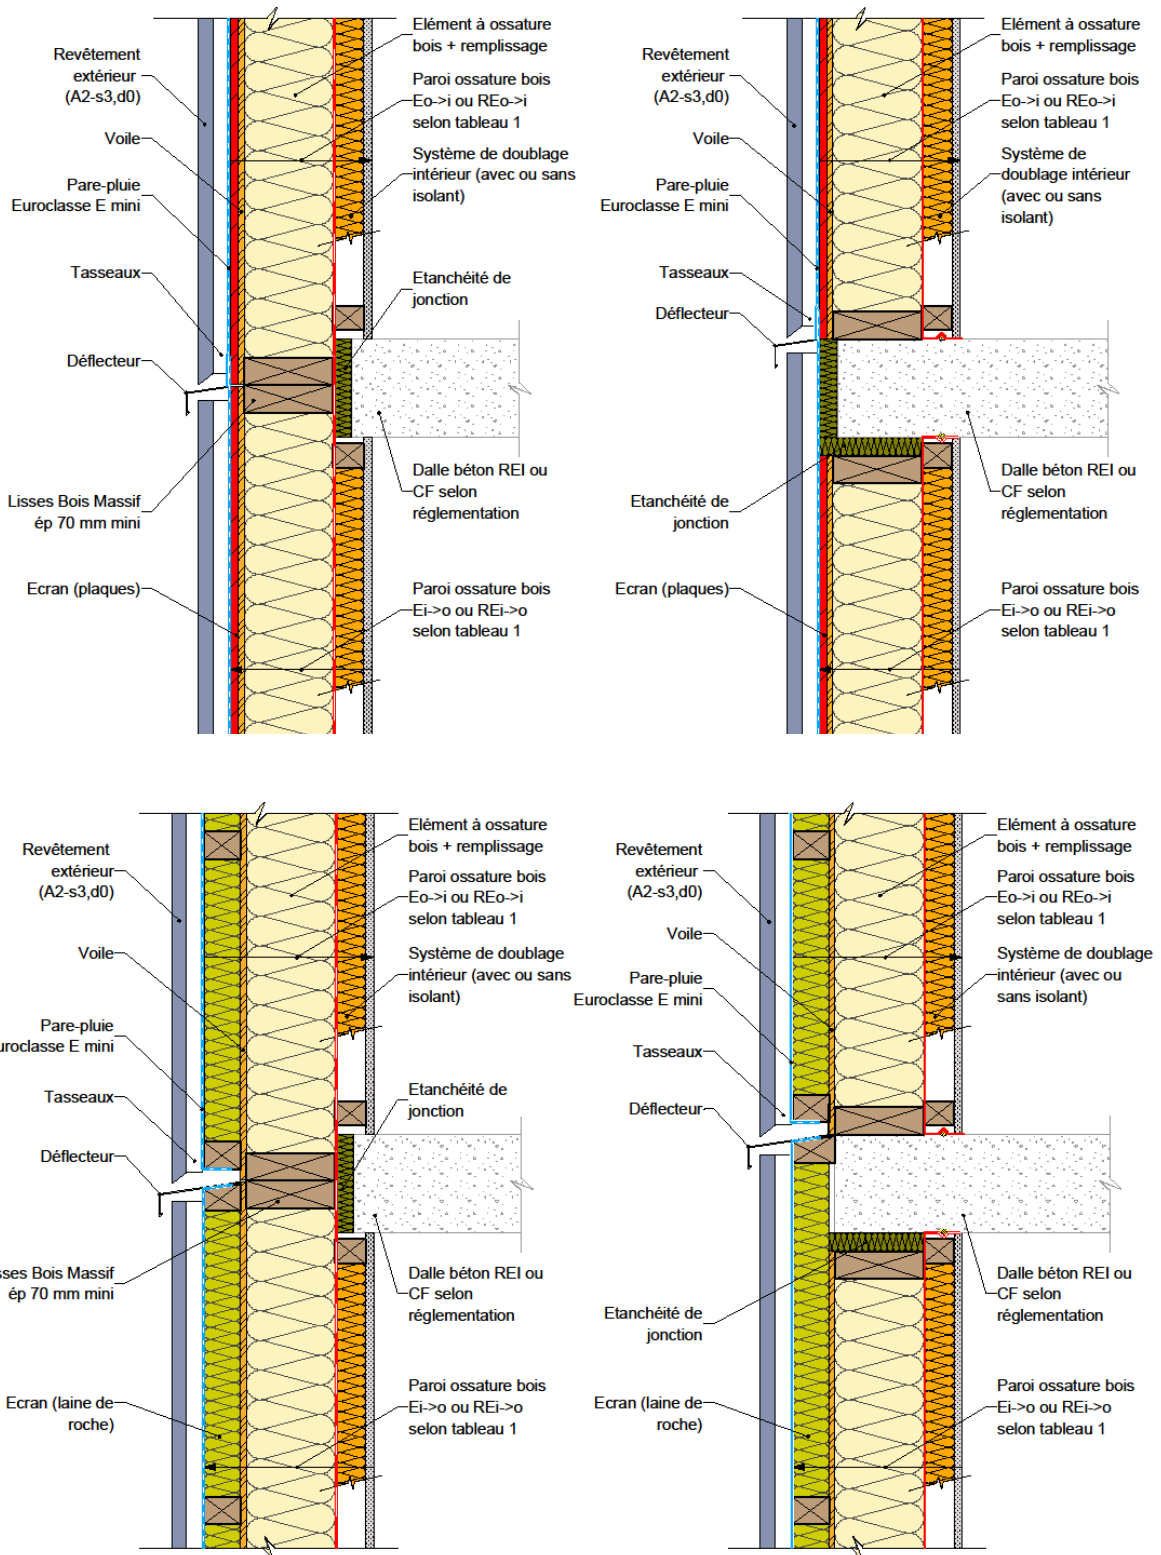 Revêtement
extérieur
(A2-s3,d0)
Voile
Pare-pluie
Euroclasse E mini
Tasseaux
Déflecteur
Lisses Bois Massif
ép 70 mm mini
Ecran (plaques)
Elément à ossature
bois + remplissage
Paroi ossature bois
Eo->i ou REo->i
selon tableau 1
Système de doublage
intérieur (avec ou sans
isolant)
Etanchéité de
jonction
Dalle béton REI ou
CF selon
réglementation
Paroi ossature bois
Ei->o ou REi->o
selon tableau 1
Revêtement
extérieur
(A2-s3,d0)
Voile
Pare-pluie
Euroclasse E mini
Tasseaux
Déflecteur
Etanchéité de
jonction
Ecran (plaques)
Elément à ossature
bois + remplissage
Paroi ossature bois
Eo->i ou REo->i
selon tableau 1
Système de
doublage intérieur
(avec ou sans
isolant)
Dalle béton REI ou
CF selon
réglementation
Paroi ossature bois
Ei->o ou REi->o
selon tableau 1
Revêtement
extérieur
(A2-s3,d0)
Voile
Pare-pluie
uroclasse E mini
Tasseaux
Déflecteur
sses Bois Massif
ép 70 mm mini
Ecran (laine de
roche)
Elément à ossature
bois + remplissage
Paroi ossature bois
Eo->i ou REo->i
selon tableau 1
Système de doublage
intérieur (avec ou sans
isolant)
Etanchéité de
jonction
Dalle béton REI ou
CF selon
réglementation
Paroi ossature bois
Ei->o ou REi->o
selon tableau 1
Revêtement
extérieur
(A2-s3,d0)
Voile
Pare-pluie
Euroclasse E mini
Tasseaux
Déflecteur
Etanchéité de
jonction
Ecran (laine de
roche)
Elément à ossature
bois + remplissage
Paroi ossature bois
Eo->i ou REo->i
selon tableau 1
Système de doublage
intérieur (avec ou
sans isolant)
Dalle béton REI ou
CF selon
réglementation
Paroi ossature bois
Ei->o ou REi->o
selon tableau 1